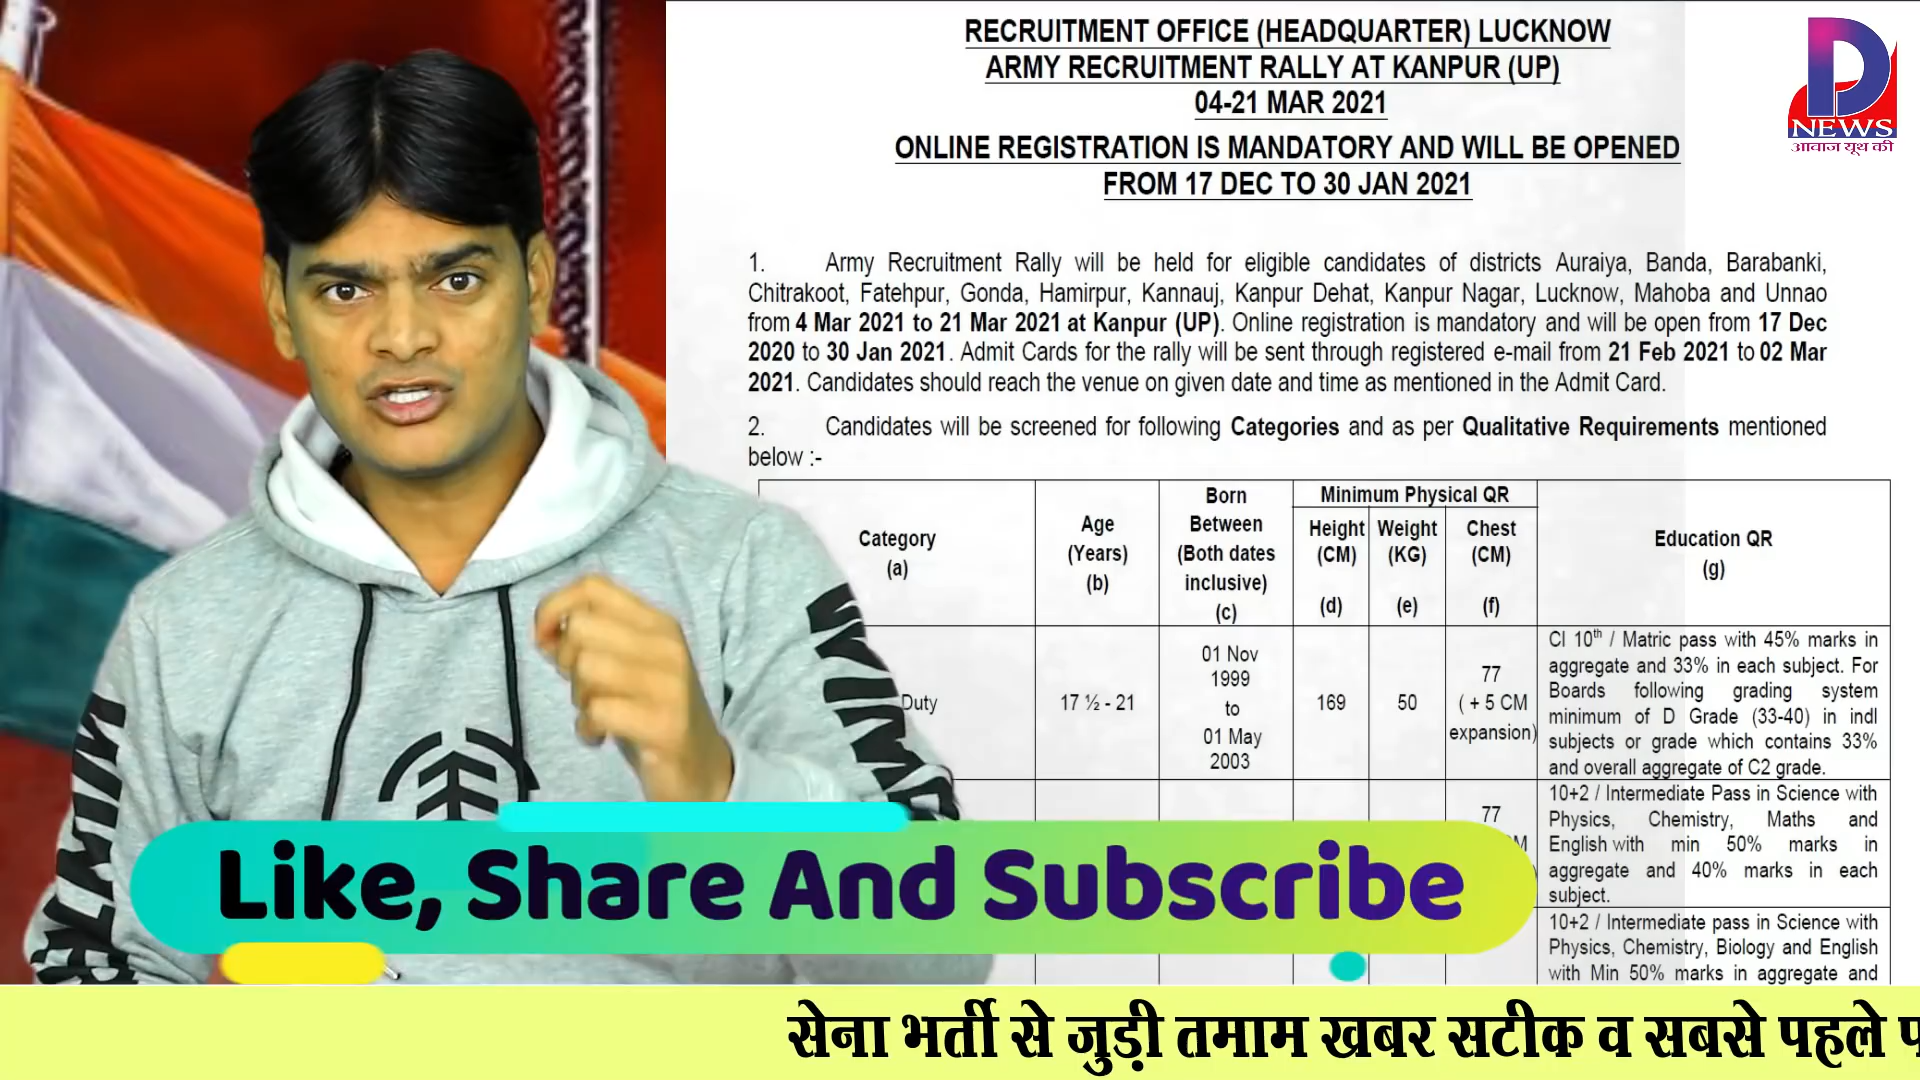 RECRUITMENT OFFICE (HEADQUARTER) LUCKNOW
ARMY RECRUITMENT RALLY AT KANPUR (UP)
04-21 MAR 2021
ONLINE REGISTRATION IS MANDATORY AND WILL BE OPENED
FROM 17 DEC TO 30 JAN 2021
D
NEWS
आवाज यूथ की
1. Army Recruitment Rally will be held for eligible candidates of districts Auraiya, Banda, Barabanki,
Chitrakoot, Fatehpur, Gonda, Hamirpur, Kannauj, Kanpur Dehat, Kanpur Nagar, Lucknow, Mahoba and Unnao
from 4 Mar 2021 to 21 Mar 2021 at Kanpur (UP). Online registration is mandatory and will be open from 17 Dec
2020 to 30 Jan 2021. Admit Cards for the rally will be sent through registered e-mail from 21 Feb 2021 to 02 Mar
2021. Candidates should reach the venue on given date and time as mentioned in the Admit Card.
2. Candidates will be screened for following Categories and as per Qualitative Requirements mentioned
below :-
Category
(a)
Age
(Years)
(b)
Born
Between
(Both dates
inclusive)
(c)
Minimum Physical QR
Height
(CM)
(d)
Weight
(KG)
(e)
Chest
(CM)
(f)
Education QR
(g)
Duty
17 ½ - 21
01 Nov
1999
to
01 May
2003
169
50
77
( + 5 CM
expansion)
Cl 10th / Matric pass with 45% marks in
aggregate and 33% in each subject. For
Boards following grading system
minimum of D Grade (33-40) in indl
subjects or grade which contains 33%
and overall aggregate of C2 grade.
77
10+2 / Intermediate Pass in Science with
Physics, Chemistry, Maths and
English with min 50% marks in
aggregate and 40% marks in each
subject.
10+2 / Intermediate pass in Science with
Physics, Chemistry, Biology and English
with Min 50% marks in aggregate and
Like, Share And Subscribe
सेना भर्ती से जुड़ी तमाम खबर सटीक व सबसे पहले